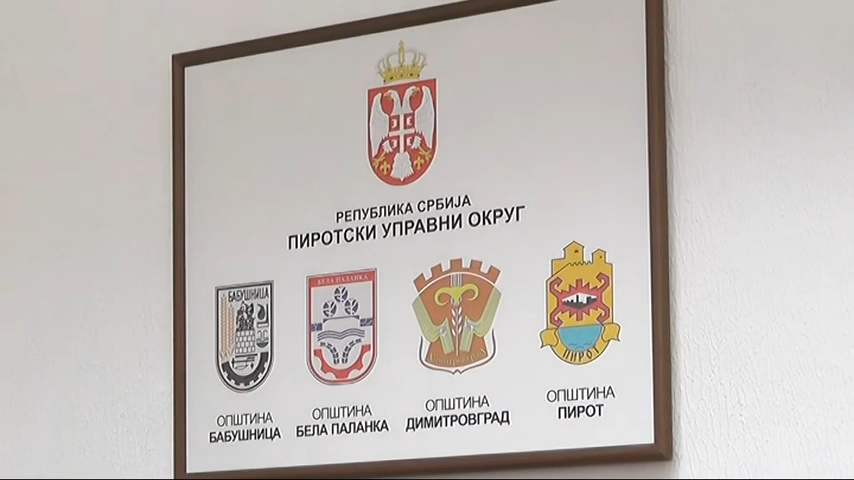 РЕПУБЛИКА СРБИЈА
ПИРОТСКИ УПРАВНИ ОКРУГ
БАБУШНИЦА
БЕЛА ПАЛАНКА
ПИРОТ
ОПШТИНА
БАБУШНИЦА
ОПШТИНА
БЕЛА ПАЛАНКА
ОПШТИНА
ДИМИТРОВГРАД
ОПШТИНА
ПИРОТ